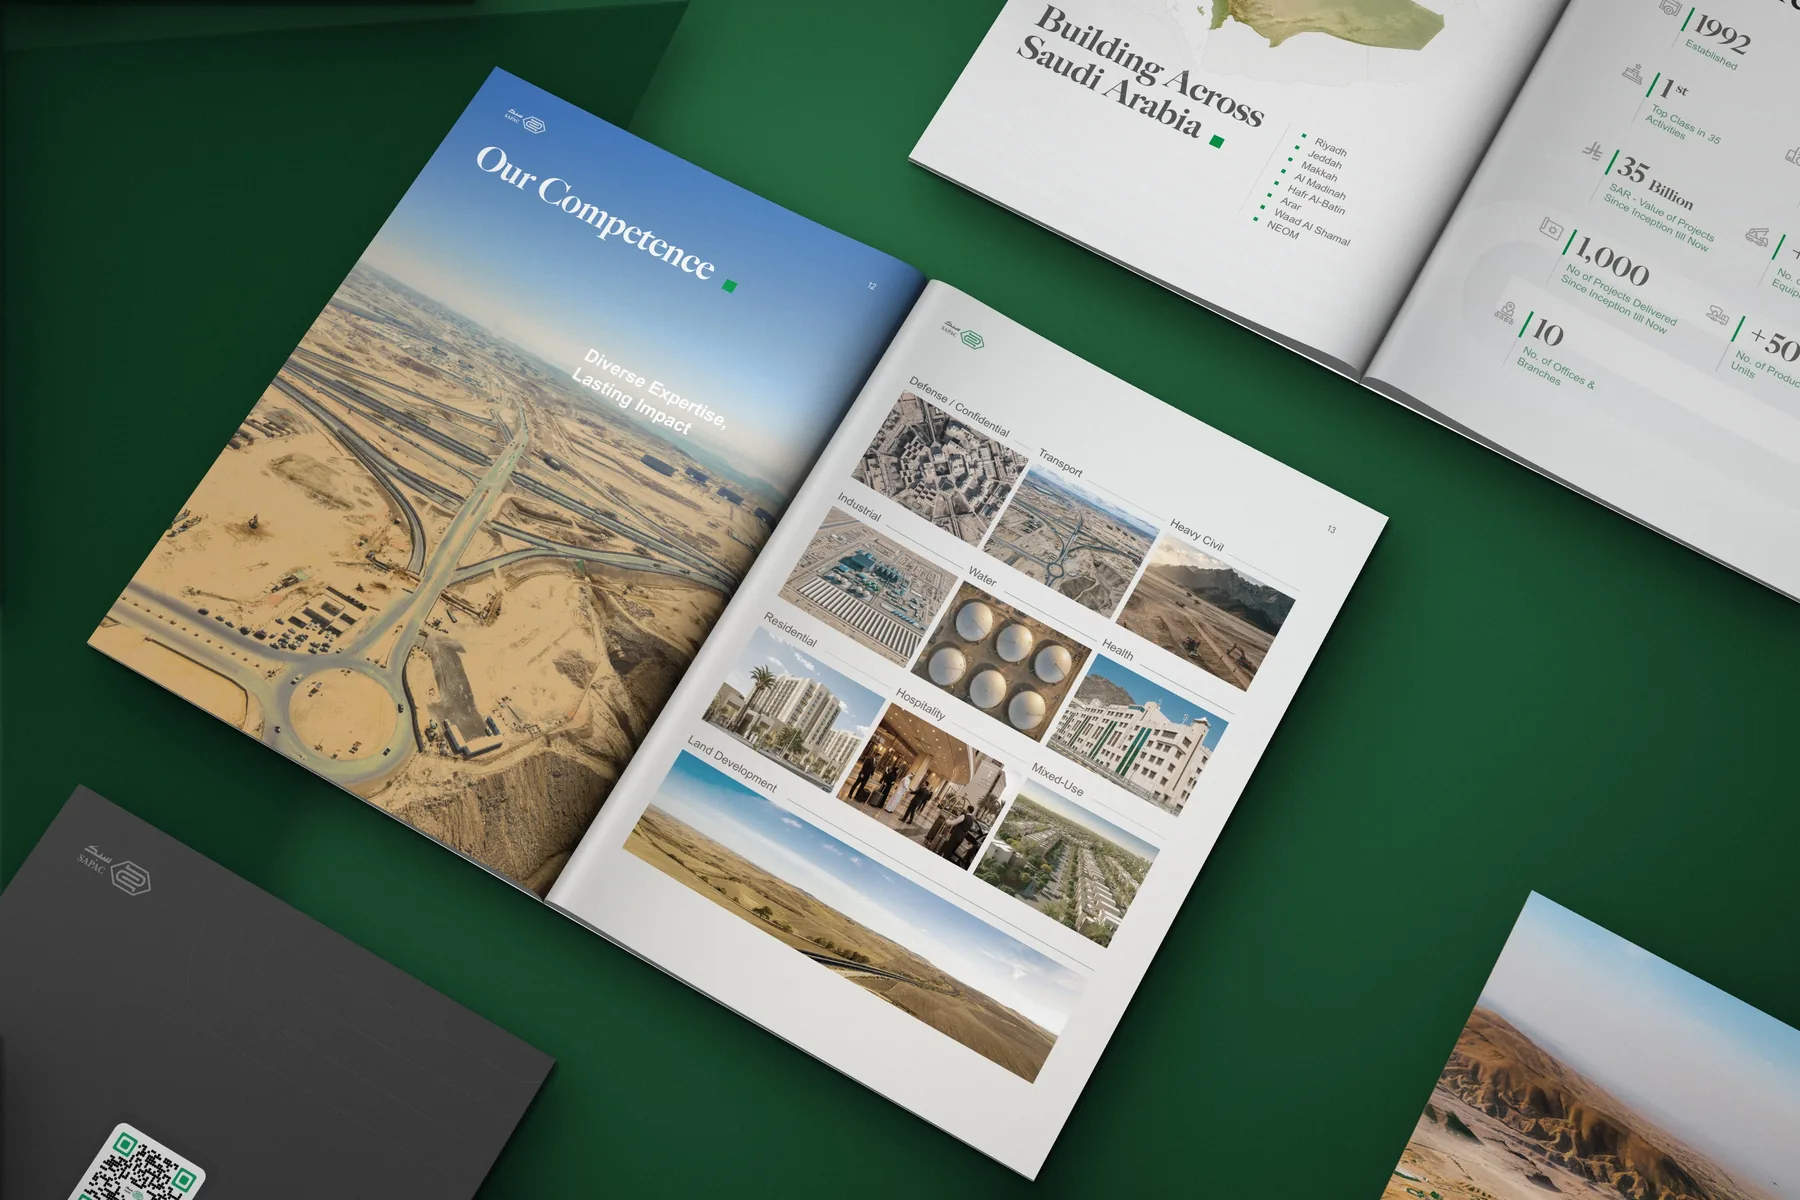 سبك
SAPAC
Our Competence
12
Diverse Expertise,
Lasting Impact
سبك
SAPAC
Defense / Confidential
Transport
Heavy Civil
13
Industrial
Water
Health
Residential
Hospitality
Mixed-Use
Land Development
Building Across
Saudi Arabia
Riyadh
Jeddah
Makkah
Al Madinah
Hafr Al-Batin
Arar
Waad Al Shamal
NEOM
1992
Established
1st
Top Class in 35
Activities
35 Billion
SAR - Value of Projects
Since Inception till Now
1,000
No of Projects Delivered
Since Inception till Now
10
No. of Offices &
Branches
+50
No. of
Units
سبك
SAPAC